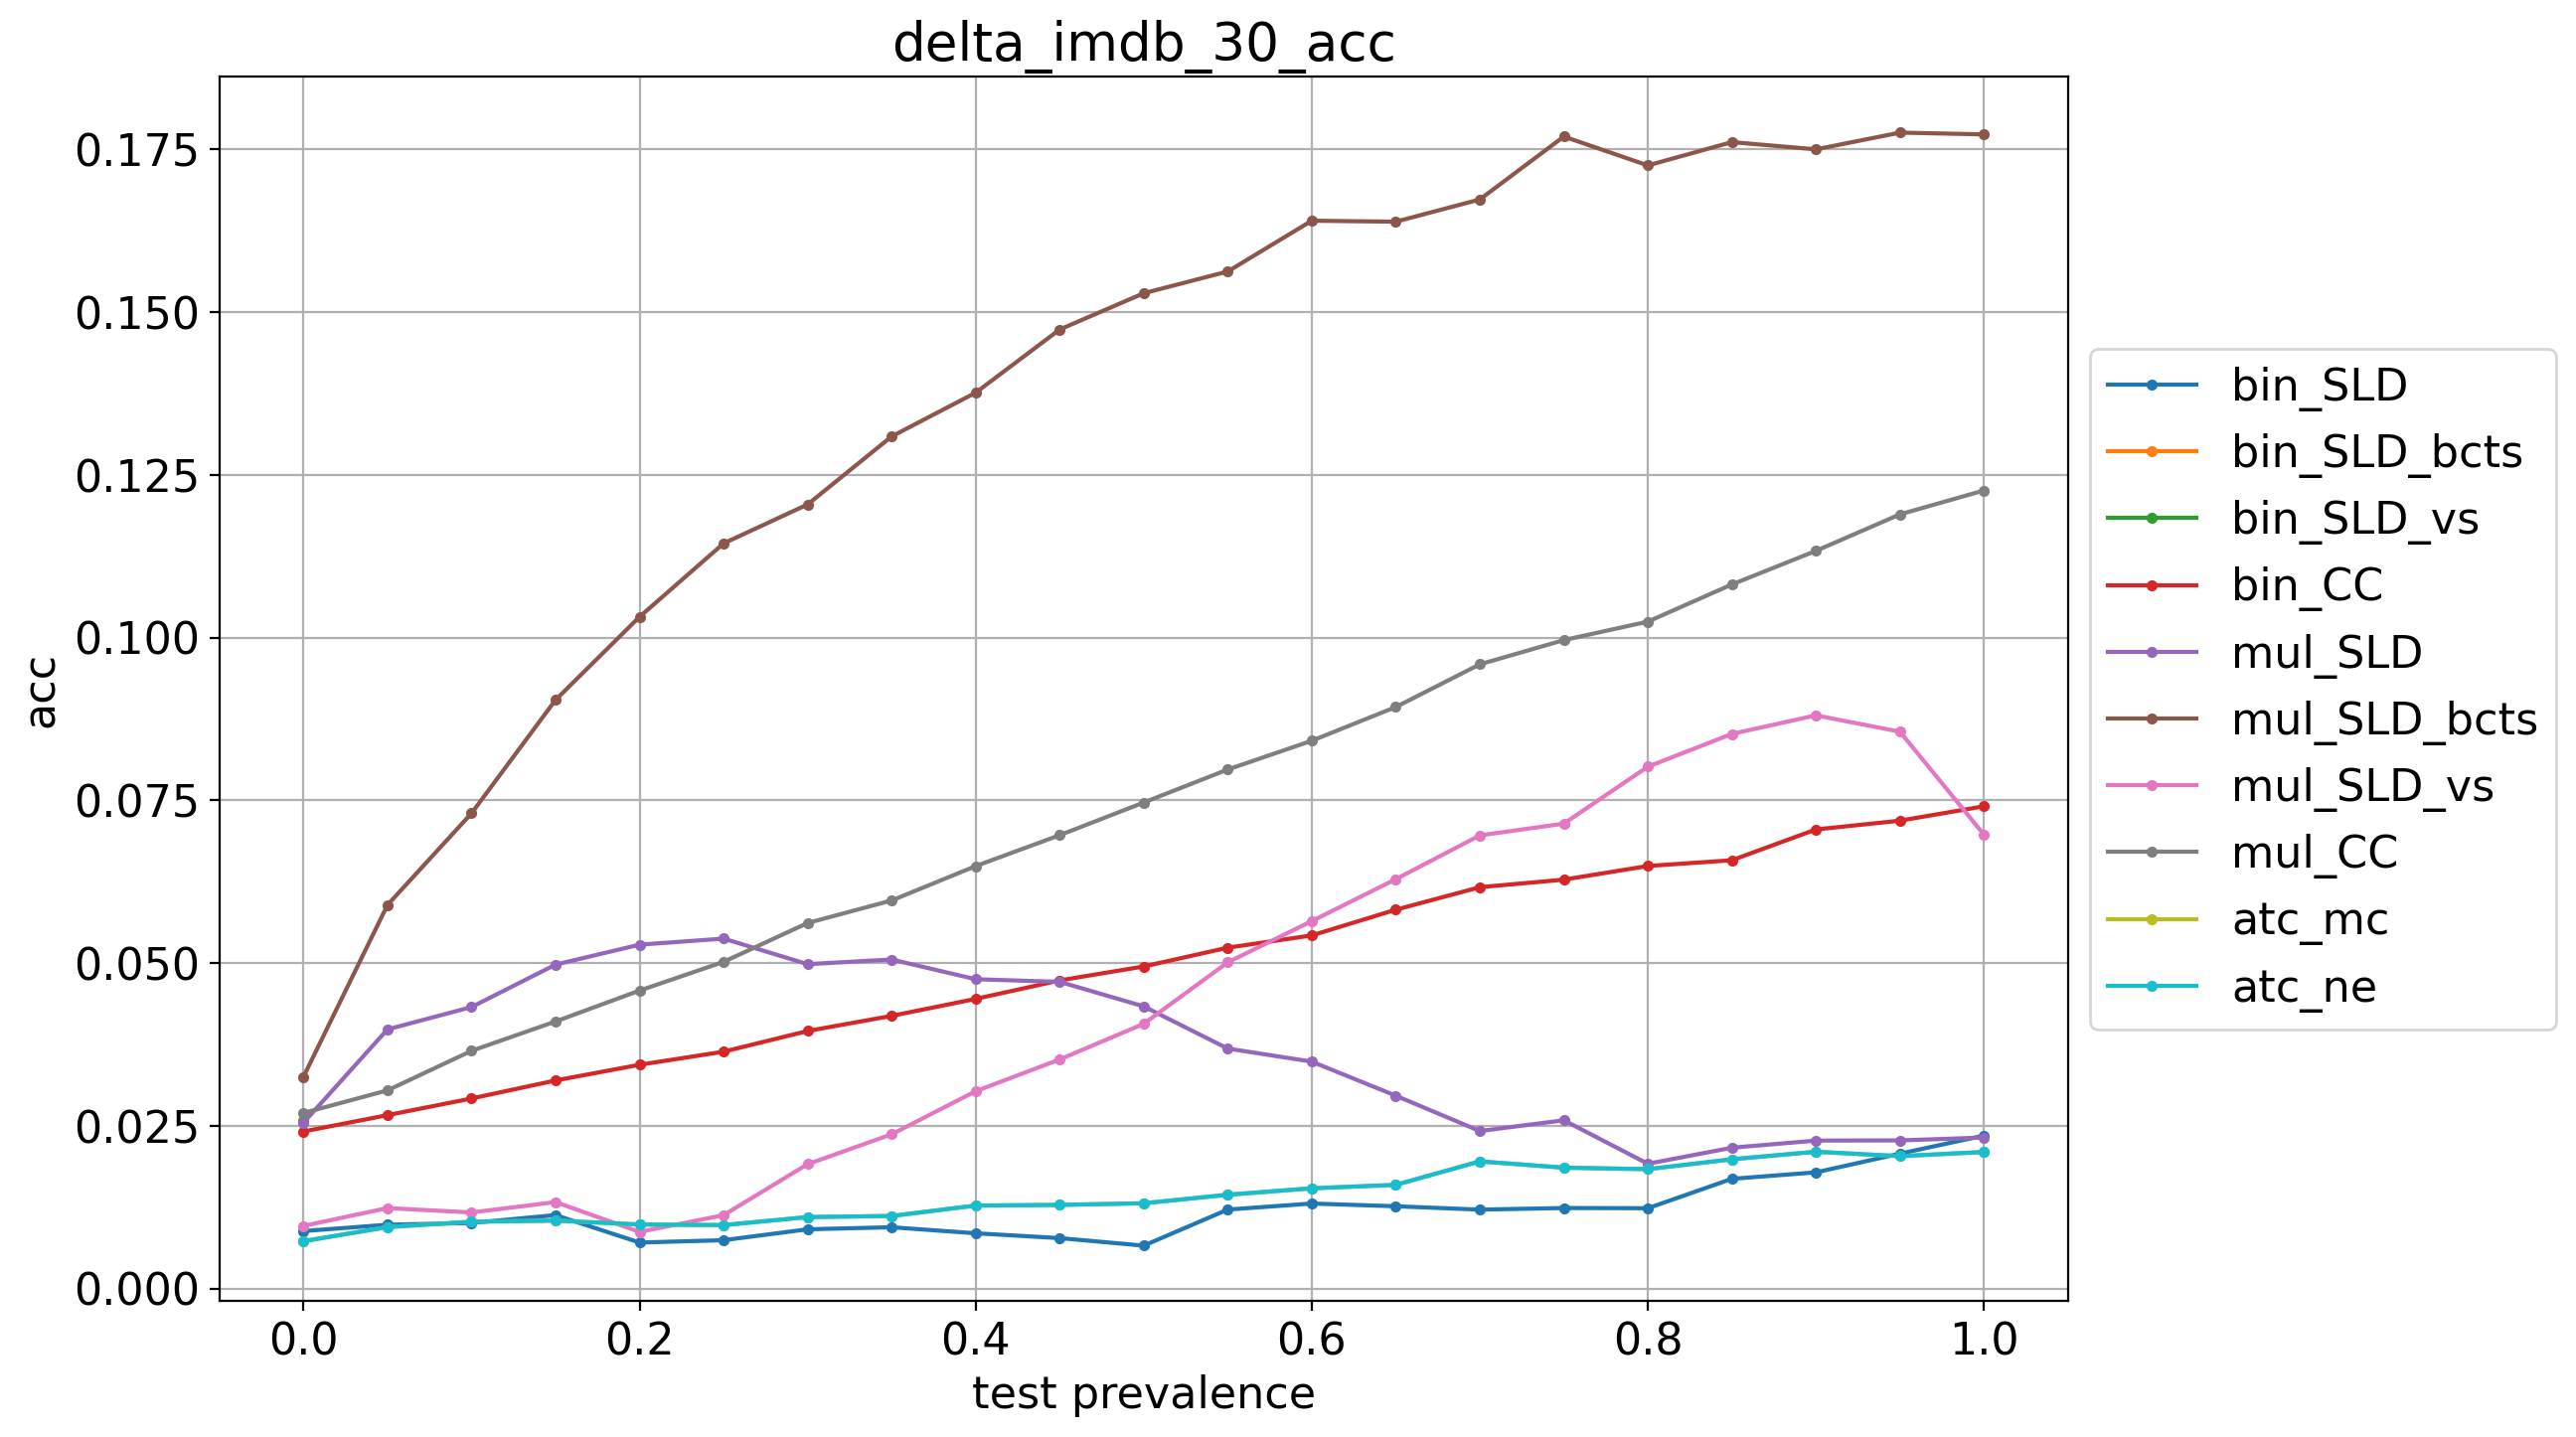 delta_imdb_30_acc
0.175
0.150
0.125
0.100
0.075
0.050
0.025
0.000
acc
0.0 0.2 0.4 0.6 0.8 1.0
test prevalence
bin_SLD
bin_SLD_bcts
bin_SLD_vs
bin_CC
mul_SLD
mul_SLD_bcts
mul_SLD_vs
mul_CC
atc_mc
atc_ne